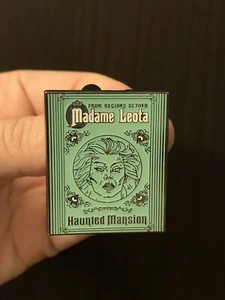 FROM REGIONS BEYOND
Madame Leota
Haunted Mansion